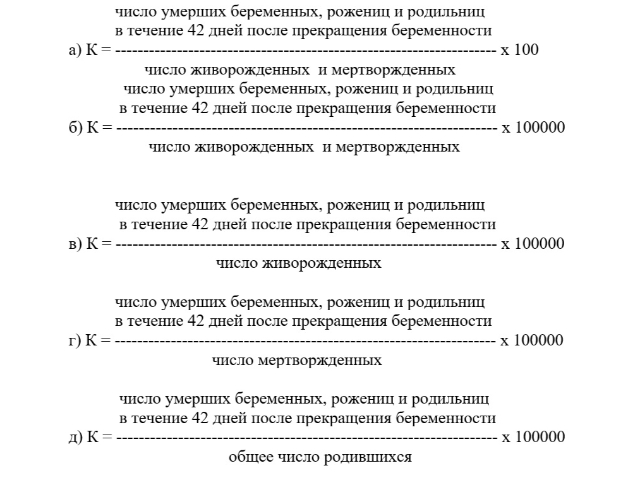 число умерших беременных, рожениц и родильниц
в течение 42 дней после прекращения беременности
а) К = ---------------------------------------------------------------------- х 100
число живорожденных и мертворжденных
число умерших беременных, рожениц и родильниц
в течение 42 дней после прекращения беременности
б) К = ---------------------------------------------------------------------- х 100000
число живорожденных и мертворжденных
число умерших беременных, рожениц и родильниц
в течение 42 дней после прекращения беременности
в) К = ---------------------------------------------------------------------- х 100000
число живорожденных
число умерших беременных, рожениц и родильниц
в течение 42 дней после прекращения беременности
г) К = ---------------------------------------------------------------------- х 100000
число мертворжденных
число умерших беременных, рожениц и родильниц
в течение 42 дней после прекращения беременности
д) К = ---------------------------------------------------------------------- х 100000
общее число родившихся